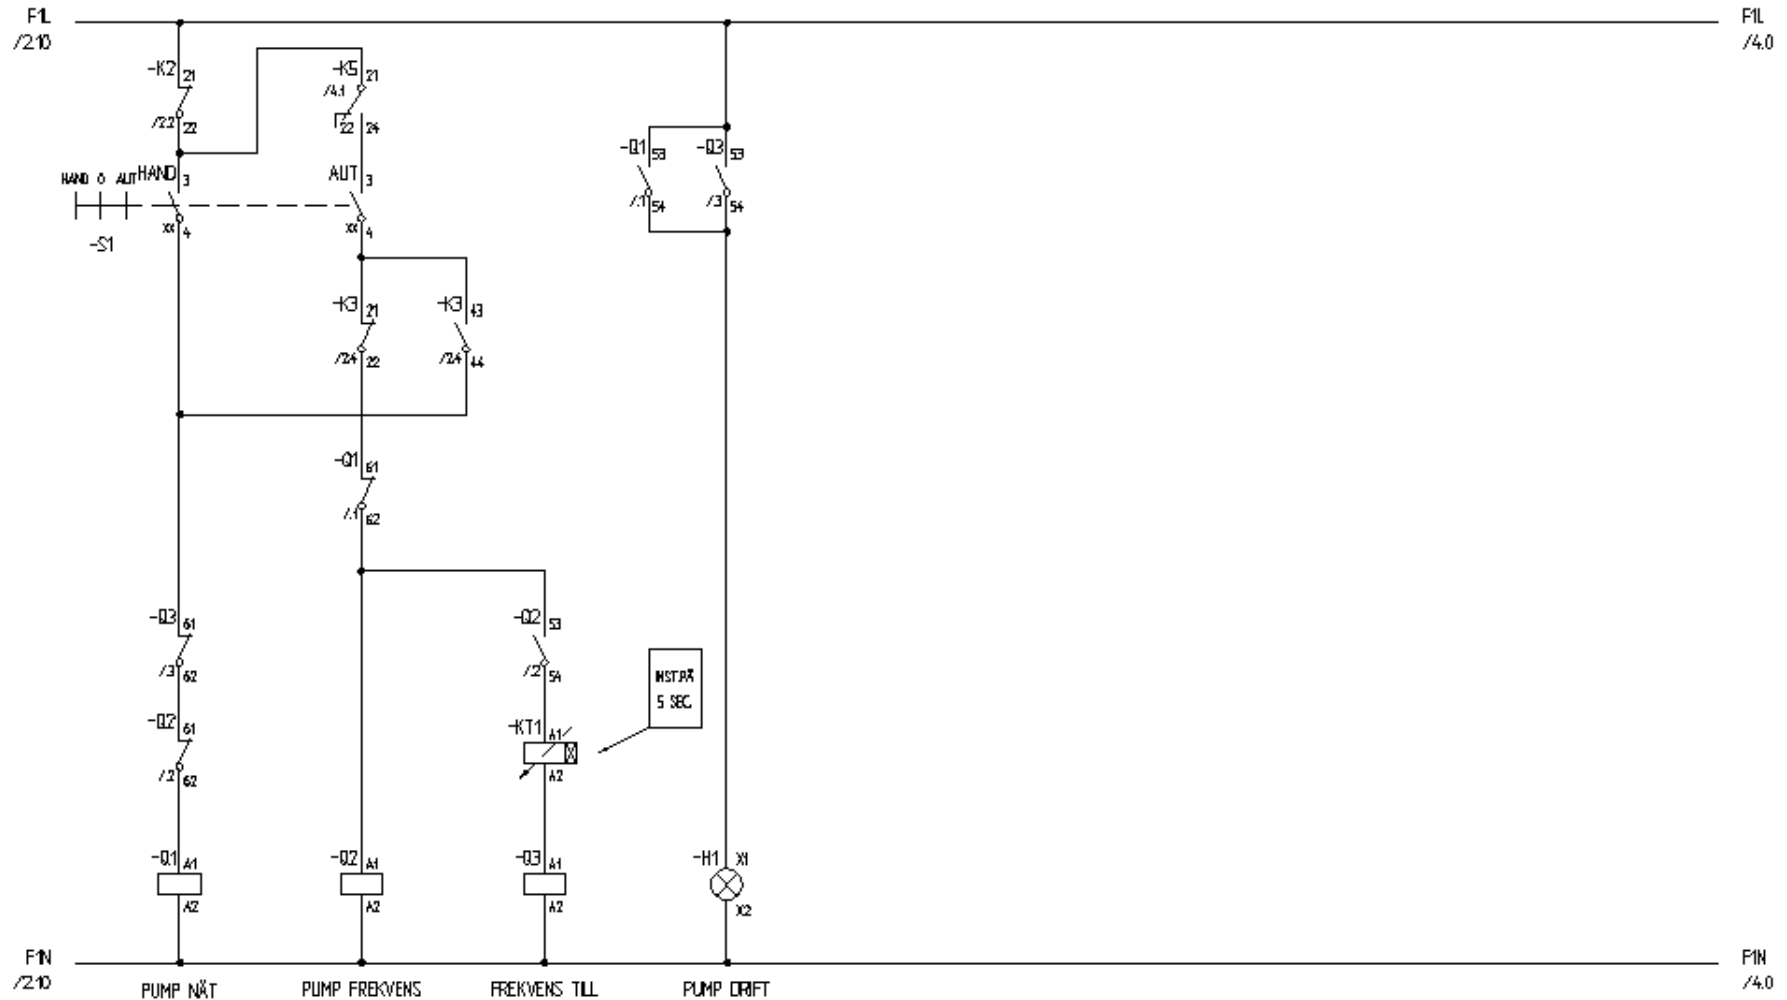 F1L
F1L
/2.10
/4.0
-K2
21
-K5
21
/4.1
/2.2
22
22
24
-Q1
53
-Q3
53
HAND 0 AUT
HAND
3
AUT
3
/.1
54
/.3
54
xx
4
xx
4
-S1
-K3
21
-K3
43
/2.4
22
/2.4
44
-Q1
61
/.1
62
-Q3
61
-Q2
53
/.3
62
/.2
54
INST.PÅ
5 SEC.
-Q2
61
-KT1
A1
/.2
62
A2
-Q1
A1
-Q2
A1
-Q3
A1
-H1
X1
A2
A2
A2
X2
F1N
F1N
/2.10
/4.0
PUMP NÄT
PUMP FREKVENS
FREKVENS TILL
PUMP DRIFT